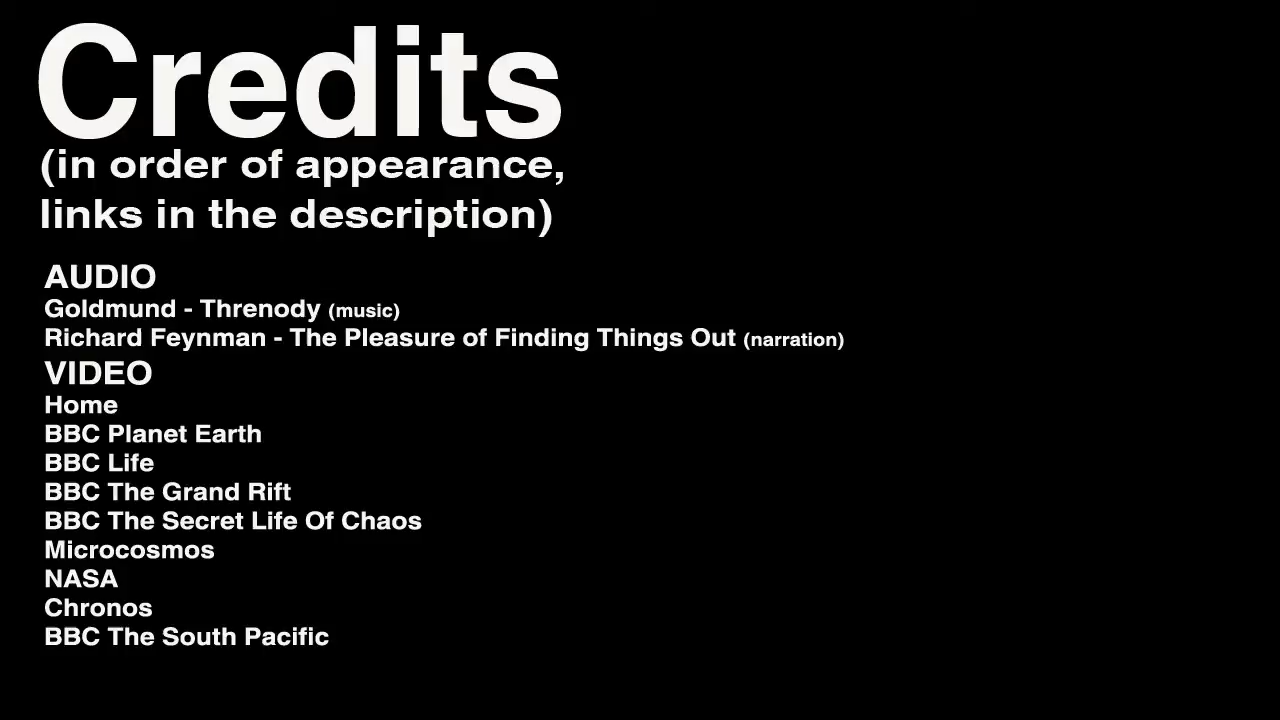 Credits
(in order of appearance,
links in the description)
AUDIO
Goldmund - Threnody (music)
Richard Feynman - The Pleasure of Finding Things Out (narration)
VIDEO
Home
BBC Planet Earth
BBC Life
BBC The Grand Rift
BBC The Secret Life Of Chaos
Microcosmos
NASA
Chronos
BBC The South Pacific